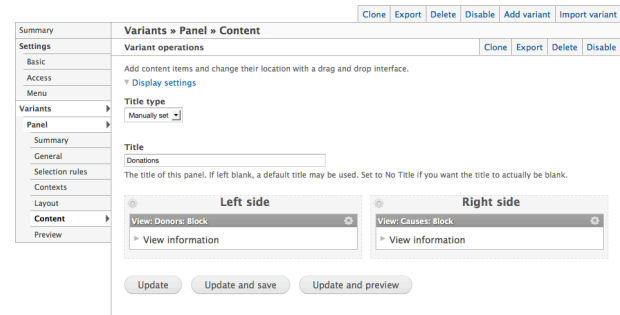 Clone Export Delete Disable Add variant Import variant
Summary
Variants » Panel » Content
Settings
Variant operations
Clone Export Delete Disable
Basic
Access
Menu
Variants
Panel
Summary
General
Selection rules
Contexts
Layout
Content
Preview
Add content items and change their location with a drag and drop interface.
Display settings
Title type
Manually set
Title
Donations
The title of this panel. If left blank, a default title may be used. Set to No Title if you want the title to actually be blank.
Left side
View: Donors: Block
View information
Right side
View: Causes: Block
View information
Update Update and save Update and preview